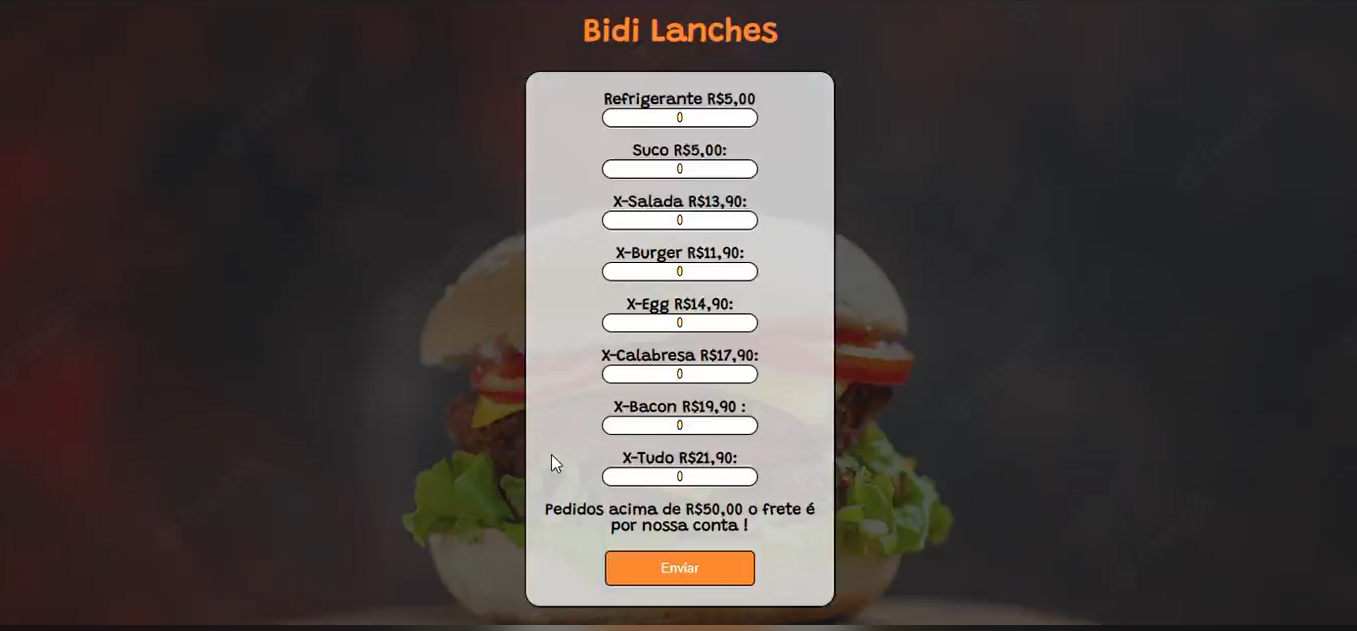 Bidi Lanches
Refrigerante R$5,00
0
Suco R$5,00:
0
X-Salada R$13,90:
0
X-Burger R$11,90:
0
X-Egg R$14,90:
0
X-Calabresa R$17,90:
0
X-Bacon R$19,90 :
0
X-Tudo R$21,90:
0
Pedidos acima de R$50,00 o frete é
por nossa conta !
Enviar